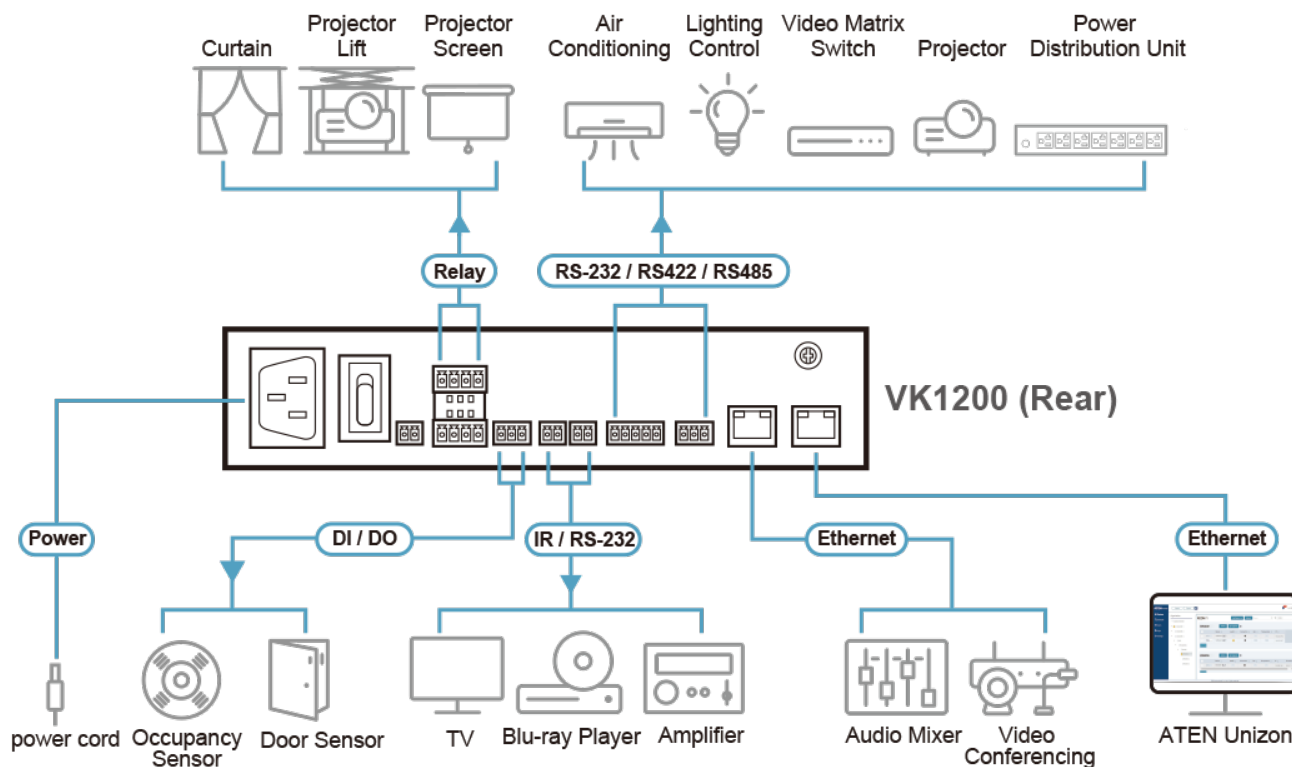 Curtain
Projector
Lift
Projector
Screen
Air
Conditioning
Lighting
Control
Video Matrix
Switch
Projector
Power
Distribution Unit
Relay
RS-232 / RS422 / RS485
VK1200 (Rear)
Power
DI / DO
IR / RS-232
Ethernet
Ethernet
power cord
Occupancy
Sensor
Door Sensor
TV
Blu-ray Player
Amplifier
Audio Mixer
Video
Conferencing
ATEN Unizon